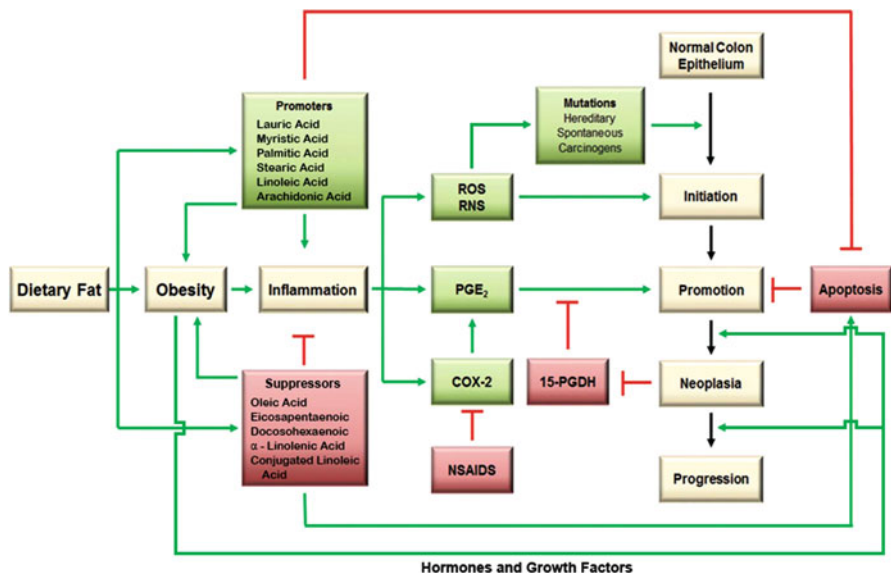 Normal Colon
Epithelium
Promoters
Lauric Acid
Myristic Acid
Palmitic Acid
Stearic Acid
Linoleic Acid
Arachidonic Acid
Mutations
Hereditary
Spontaneous
Carcinogens
ROS
RNS
Initiation
Dietary Fat
Obesity
Inflammation
PGE₂
Promotion
Apoptosis
Suppressors
Oleic Acid
Eicosapentaenoic
Docosohexaenoic
α - Linolenic Acid
Conjugated Linoleic
Acid
COX-2
15-PGDH
Neoplasia
NSAIDS
Progression
Hormones and Growth Factors